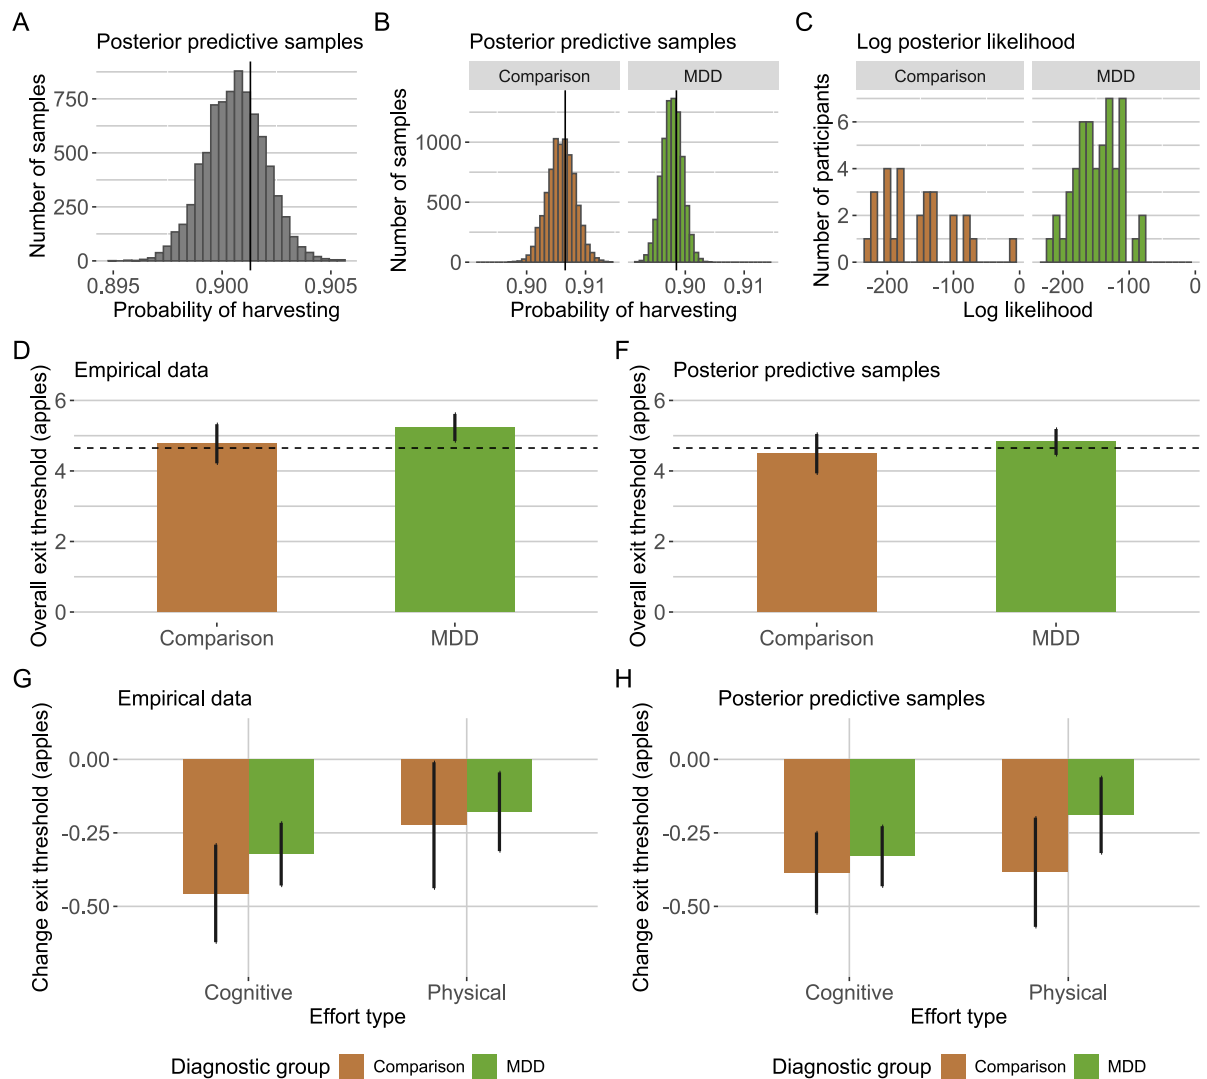 A
Posterior predictive samples
Number of samples
750
500
250
0
0.895
0.900
0.905
Probability of harvesting
B
Posterior predictive samples
Comparison
MDD
Number of samples
1000
500
0
0.90
0.91
0.90
0.91
Probability of harvesting
C
Log posterior likelihood
Comparison
MDD
Number of participants
6
4
2
0
-200
-100
0
-200
-100
0
Log likelihood
D
Empirical data
Overall exit threshold (apples)
6
4
2
0
Comparison
MDD
F
Posterior predictive samples
Overall exit threshold (apples)
6
4
2
0
Comparison
MDD
G
Empirical data
Change exit threshold (apples)
0.00
-0.25
-0.50
Cognitive
Physical
Effort type
Diagnostic group
Comparison
MDD
H
Posterior predictive samples
Change exit threshold (apples)
0.00
-0.25
-0.50
Cognitive
Physical
Effort type
Diagnostic group
Comparison
MDD